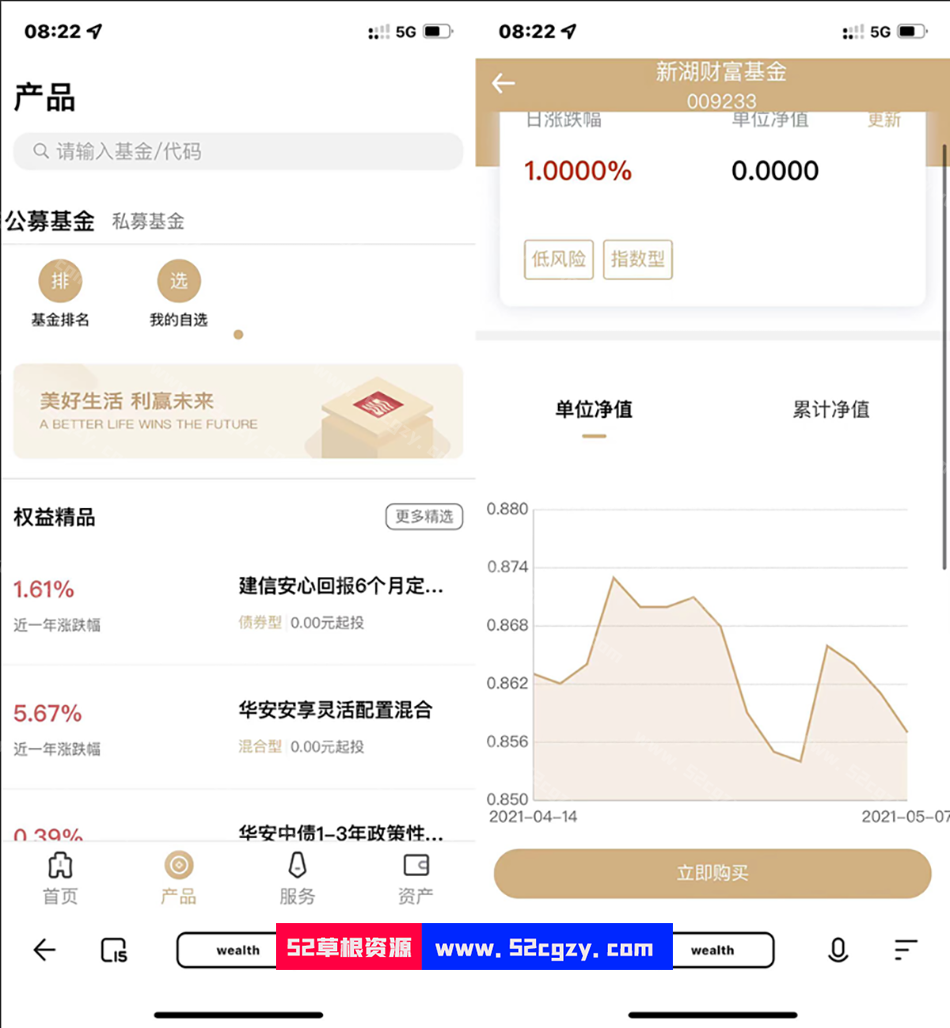 08:22
5G
产品
请输入基金/代码
公募基金 私募基金
排 选
基金排名 我的自选
美好生活 利赢未来
A BETTER LIFE WINS THE FUTURE
权益精品 更多精选
1.61% 建信安心回报6个月定...
近一年涨跌幅 债券型 0.00元起投
5.67% 华安安享灵活配置混合
近一年涨跌幅 混合型 0.00元起投
0.39% 华安中债1-3年政策性...
首页 产品 服务 资产
15 wealth
08:22
5G
新湖财富基金
009233
日涨跌幅 单位净值 更新
1.0000% 0.0000
低风险 指数型
单位净值 累计净值
0.880
0.874
0.868
0.862
0.856
0.850
2021-04-14 2021-05-07
立即购买
wealth
52草根资源 www.52cgzy.com